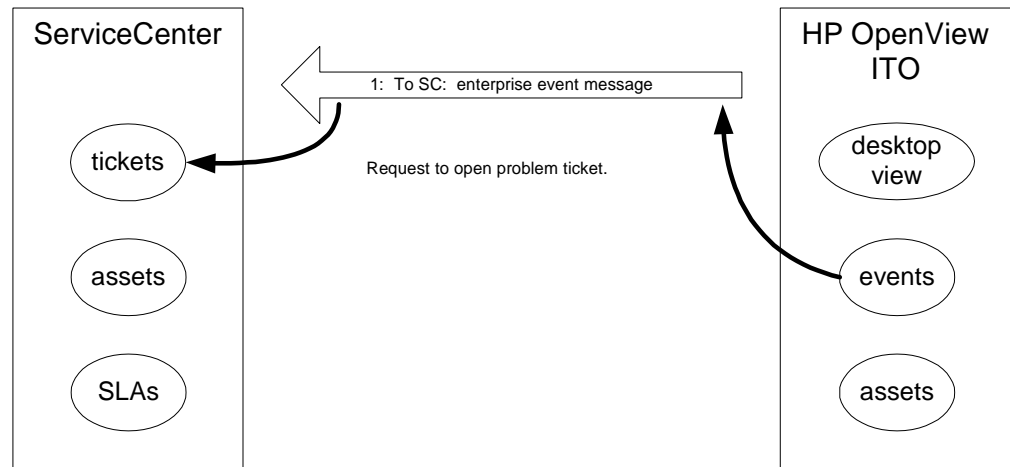 ServiceCenter
HP OpenView
ITO
1: To SC: enterprise event message
tickets
Request to open problem ticket.
desktop
view
assets
events
SLAs
assets